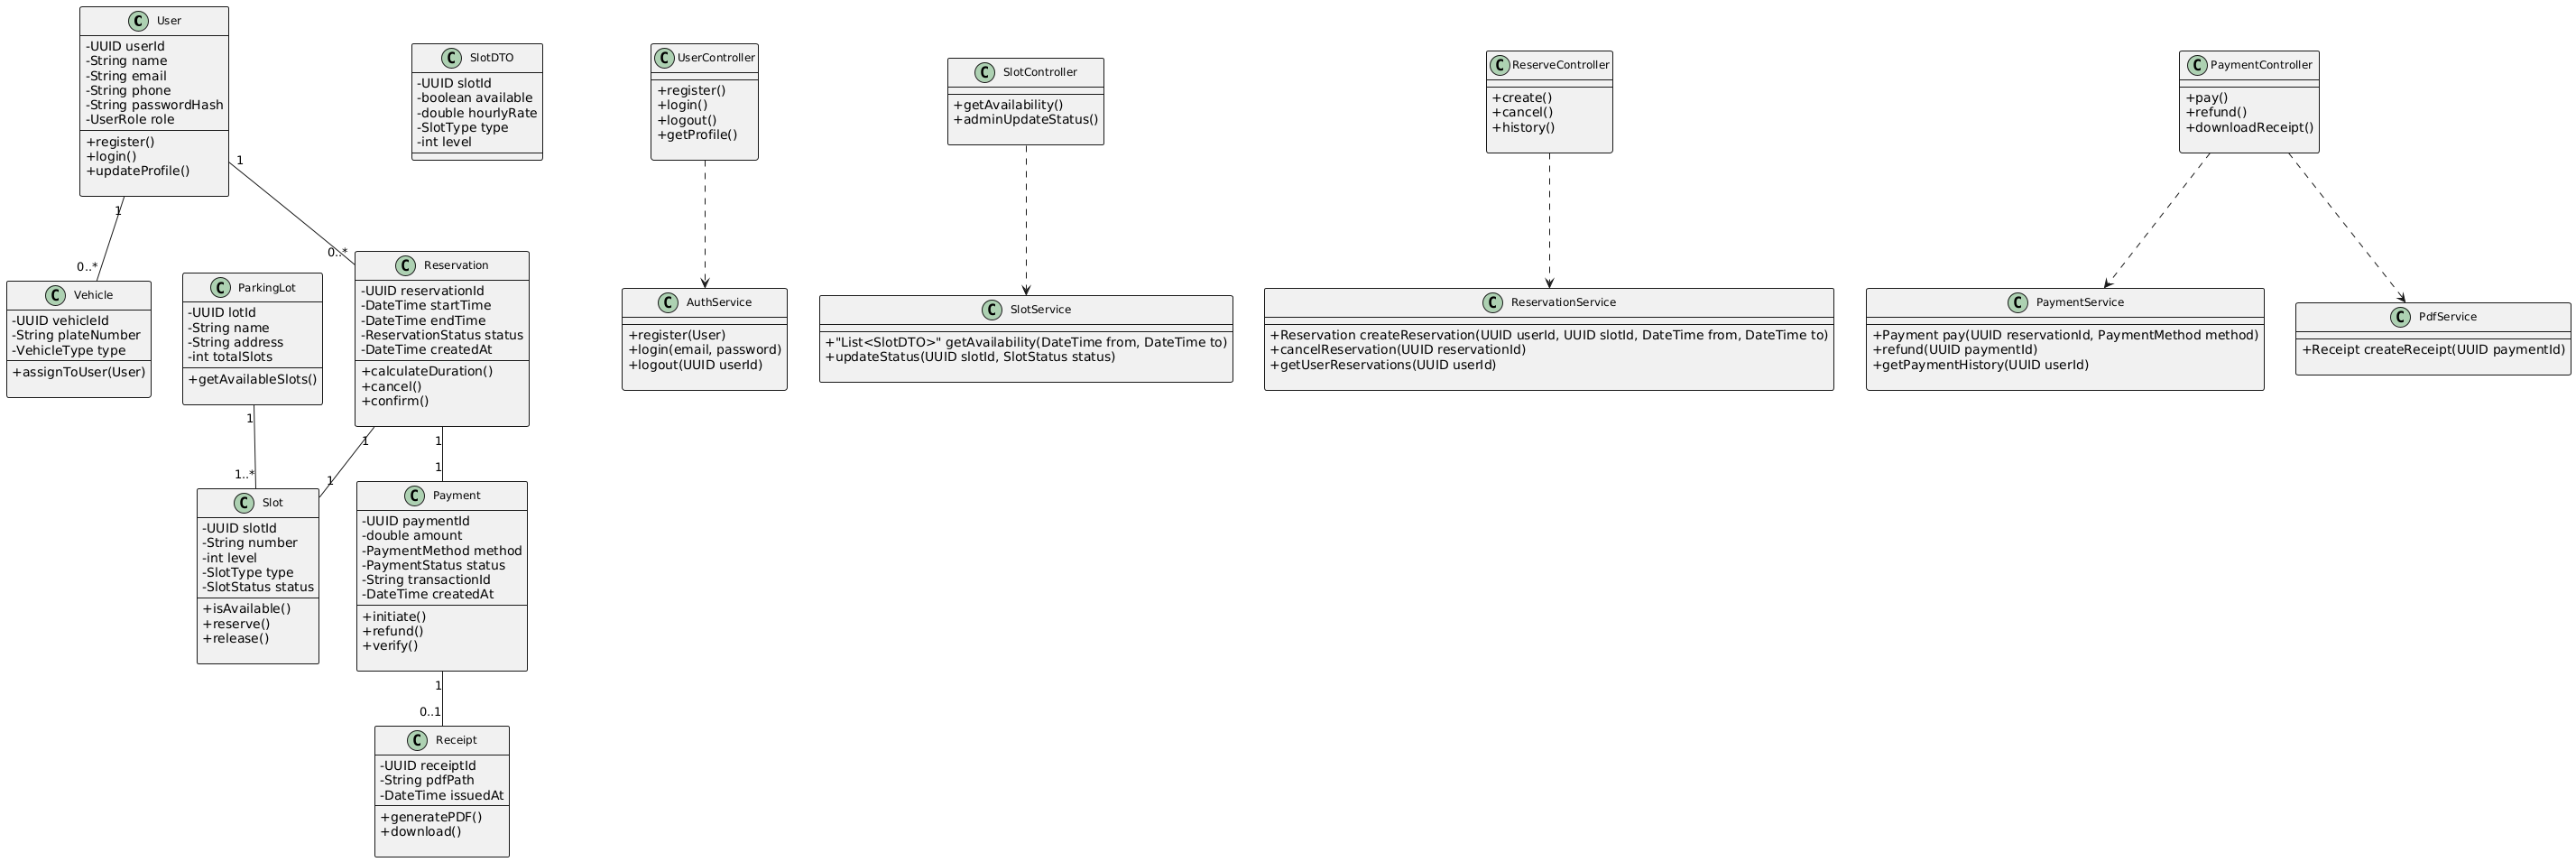 User
-UUID userId
-String name
-String email
-String phone
-String passwordHash
-UserRole role
+register()
+login()
+updateProfile()
SlotDTO
-UUID slotId
-boolean available
-double hourlyRate
-SlotType type
-int level
UserController
+register()
+login()
+logout()
+getProfile()
SlotController
+getAvailability()
+adminUpdateStatus()
ReserveController
+create()
+cancel()
+history()
PaymentController
+pay()
+refund()
+downloadReceipt()
1
1
0..*
0..*
Vehicle
-UUID vehicleId
-String plateNumber
-VehicleType type
+assignToUser(User)
ParkingLot
-UUID lotId
-String name
-String address
-int totalSlots
+getAvailableSlots()
Reservation
-UUID reservationId
-DateTime startTime
-DateTime endTime
-ReservationStatus status
-DateTime createdAt
+calculateDuration()
+cancel()
+confirm()
AuthService
+register(User)
+login(email, password)
+logout(UUID userId)
SlotService
+"List<SlotDTO>" getAvailability(DateTime from, DateTime to)
+updateStatus(UUID slotId, SlotStatus status)
ReservationService
+Reservation createReservation(UUID userId, UUID slotId, DateTime from, DateTime to)
+cancelReservation(UUID reservationId)
+getUserReservations(UUID userId)
PaymentService
+Payment pay(UUID reservationId, PaymentMethod method)
+refund(UUID paymentId)
+getPaymentHistory(UUID userId)
PdfService
+Receipt createReceipt(UUID paymentId)
1
1..*
1
1
1
1
Slot
-UUID slotId
-String number
-int level
-SlotType type
-SlotStatus status
+isAvailable()
+reserve()
+release()
Payment
-UUID paymentId
-double amount
-PaymentMethod method
-PaymentStatus status
-String transactionId
-DateTime createdAt
+initiate()
+refund()
+verify()
1
0..1
Receipt
-UUID receiptId
-String pdfPath
-DateTime issuedAt
+generatePDF()
+download()